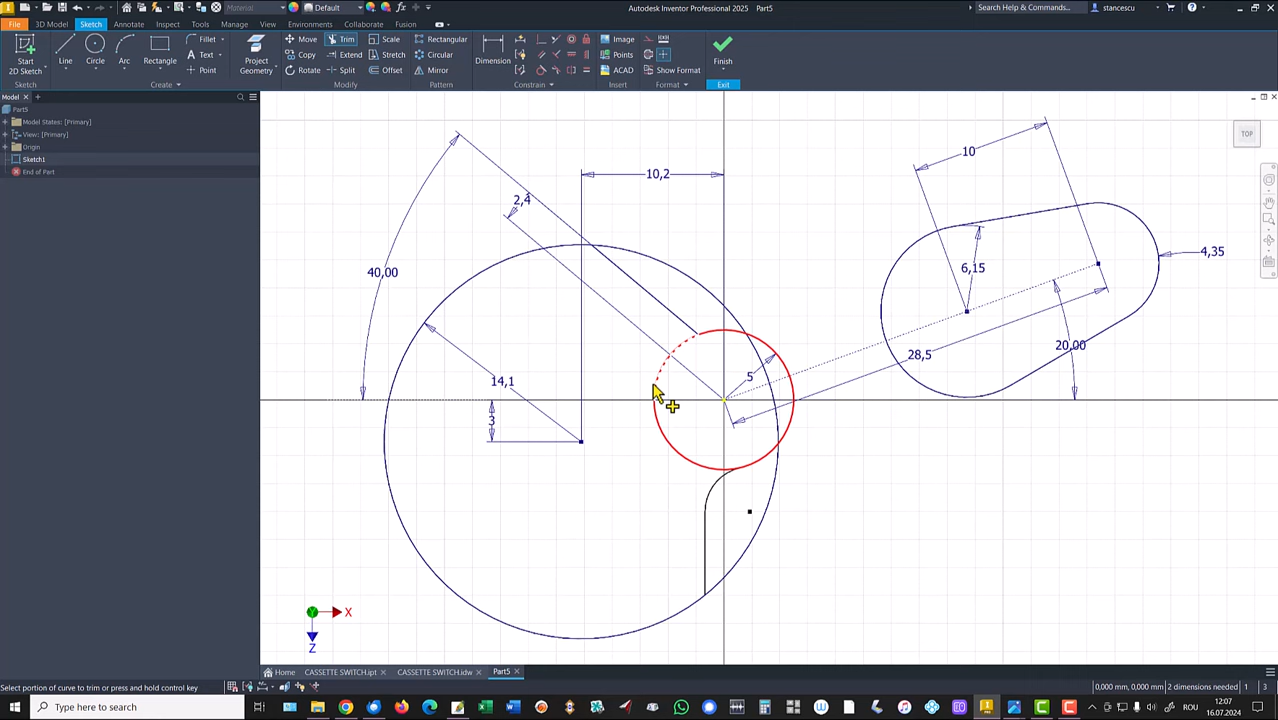 Material
Default
Autodesk Inventor Professional 2025 Part5
Search Help & Commands...
stancescu
File
3D Model
Sketch
Annotate
Inspect
Tools
Manage
View
Environments
Collaborate
Fusion
Start
2D Sketch
Line
Circle
Arc
Rectangle
Fillet
Text
Point
Project
Geometry
Move
Copy
Rotate
Trim
Extend
Split
Scale
Stretch
Offset
Rectangular
Circular
Mirror
Dimension
Image
Points
ACAD
Show Format
Finish
Sketch
Create
Modify
Pattern
Constrain
Insert
Format
Exit
Model
Part5
Model States: [Primary]
View: [Primary]
Origin
Sketch1
End of Part
TOP
10
10,2
2,4
40,00
6,15
4,35
20,00
28,5
5
14,1
3
X
Z
Home
CASSETTE SWITCH.ipt
CASSETTE SWITCH.idw
Part5
Select portion of curve to trim or press and hold control key
0,000 mm, 0,000 mm
2 dimensions needed
1
3
Type here to search
ROU
12:07
16.07.2024